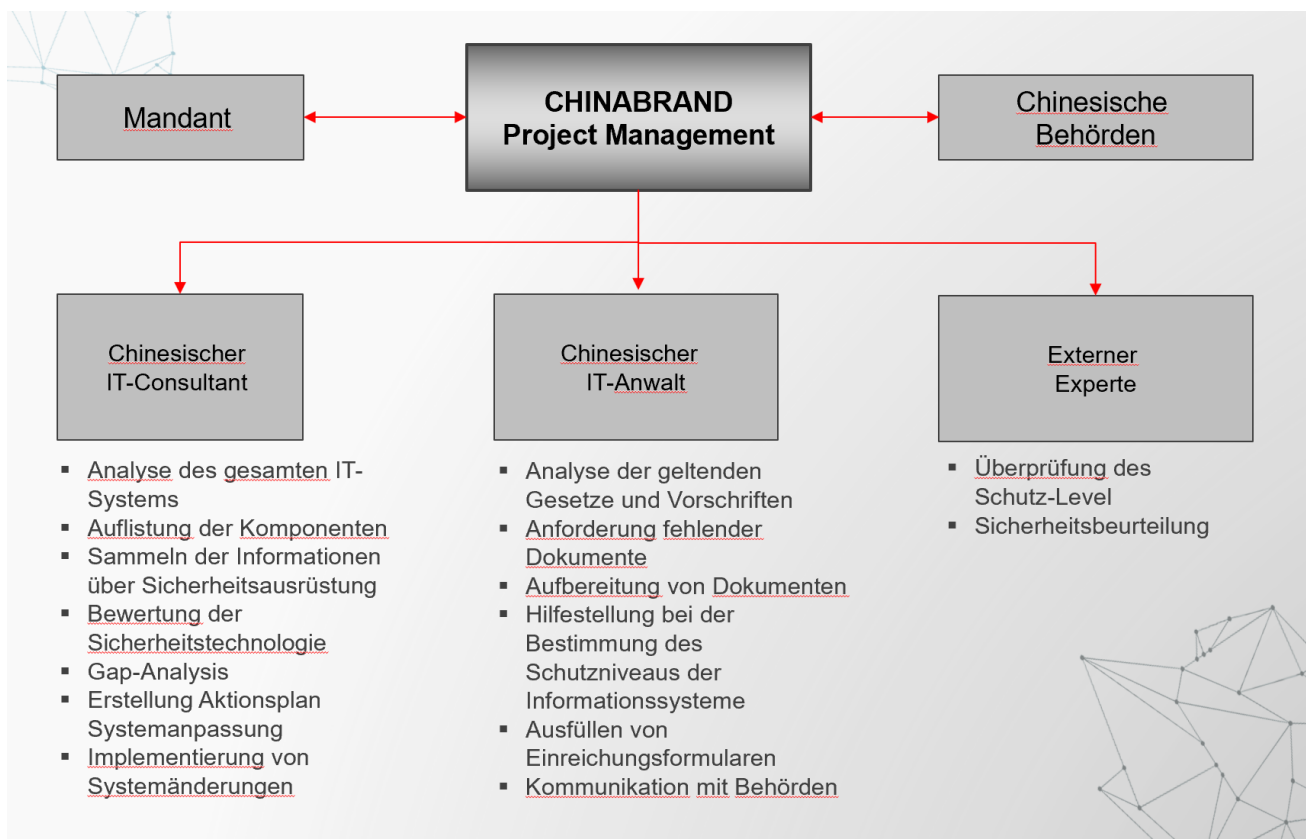 Mandant
CHINABRAND
Project Management
Chinesische
Behörden
Chinesischer
IT-Consultant
Chinesischer
IT-Anwalt
Externer
Experte
▪ Analyse des gesamten IT-
Systems
▪ Auflistung der Komponenten
▪ Sammeln der Informationen
über Sicherheitsausrüstung
▪ Bewertung der
Sicherheitstechnologie
▪ Gap-Analysis
▪ Erstellung Aktionsplan
Systemanpassung
▪ Implementierung von
Systemänderungen
▪ Analyse der geltenden
Gesetze und Vorschriften
▪ Anforderung fehlender
Dokumente
▪ Aufbereitung von Dokumenten
▪ Hilfestellung bei der
Bestimmung des
Schutzniveaus der
Informationssysteme
▪ Ausfüllen von
Einreichungsformularen
▪ Kommunikation mit Behörden
▪ Überprüfung des
Schutz-Level
▪ Sicherheitsbeurteilung